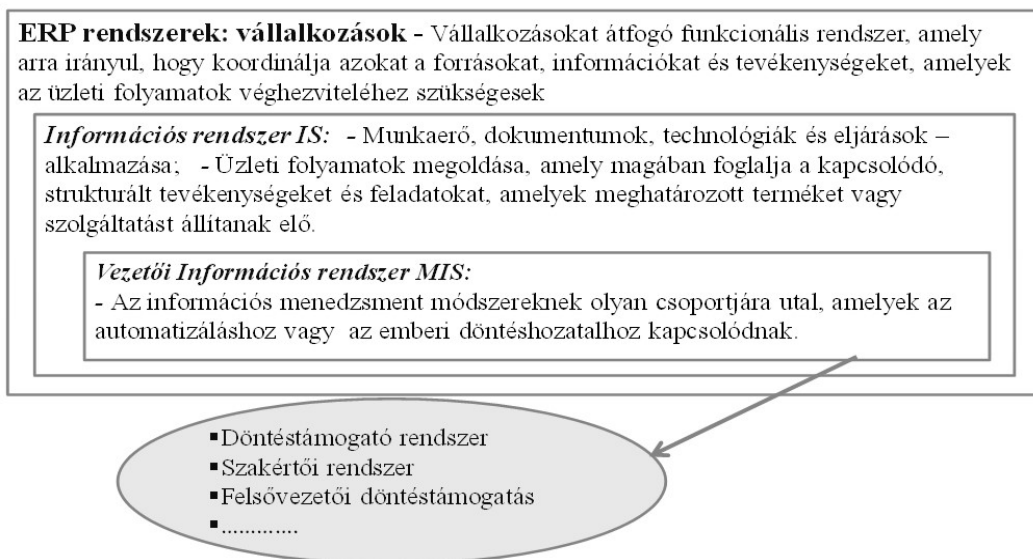 ERP rendszerek: vállalkozások - Vállalkozásokat átfogó funkcionális rendszer, amely
arra irányul, hogy koordinálja azokat a forrásokat, információkat és tevékenységeket, amelyek
az üzleti folyamatok véghezviteléhez szükségesek
Információs rendszer IS: - Munkaerő, dokumentumok, technológiák és eljárások –
alkalmazása; - Üzleti folyamatok megoldása, amely magában foglalja a kapcsolódó,
strukturált tevékenységeket és feladatokat, amelyek meghatározott terméket vagy
szolgáltatást állítanak elő.
Vezetői Információs rendszer MIS:
- Az információs menedzsment módszereknek olyan csoportjára utal, amelyek az
automatizáláshoz vagy az emberi döntéshozatalhoz kapcsolódnak.
▪Döntéstámogató rendszer
▪Szakértői rendszer
▪Felsővezetői döntéstámogatás
▪.............